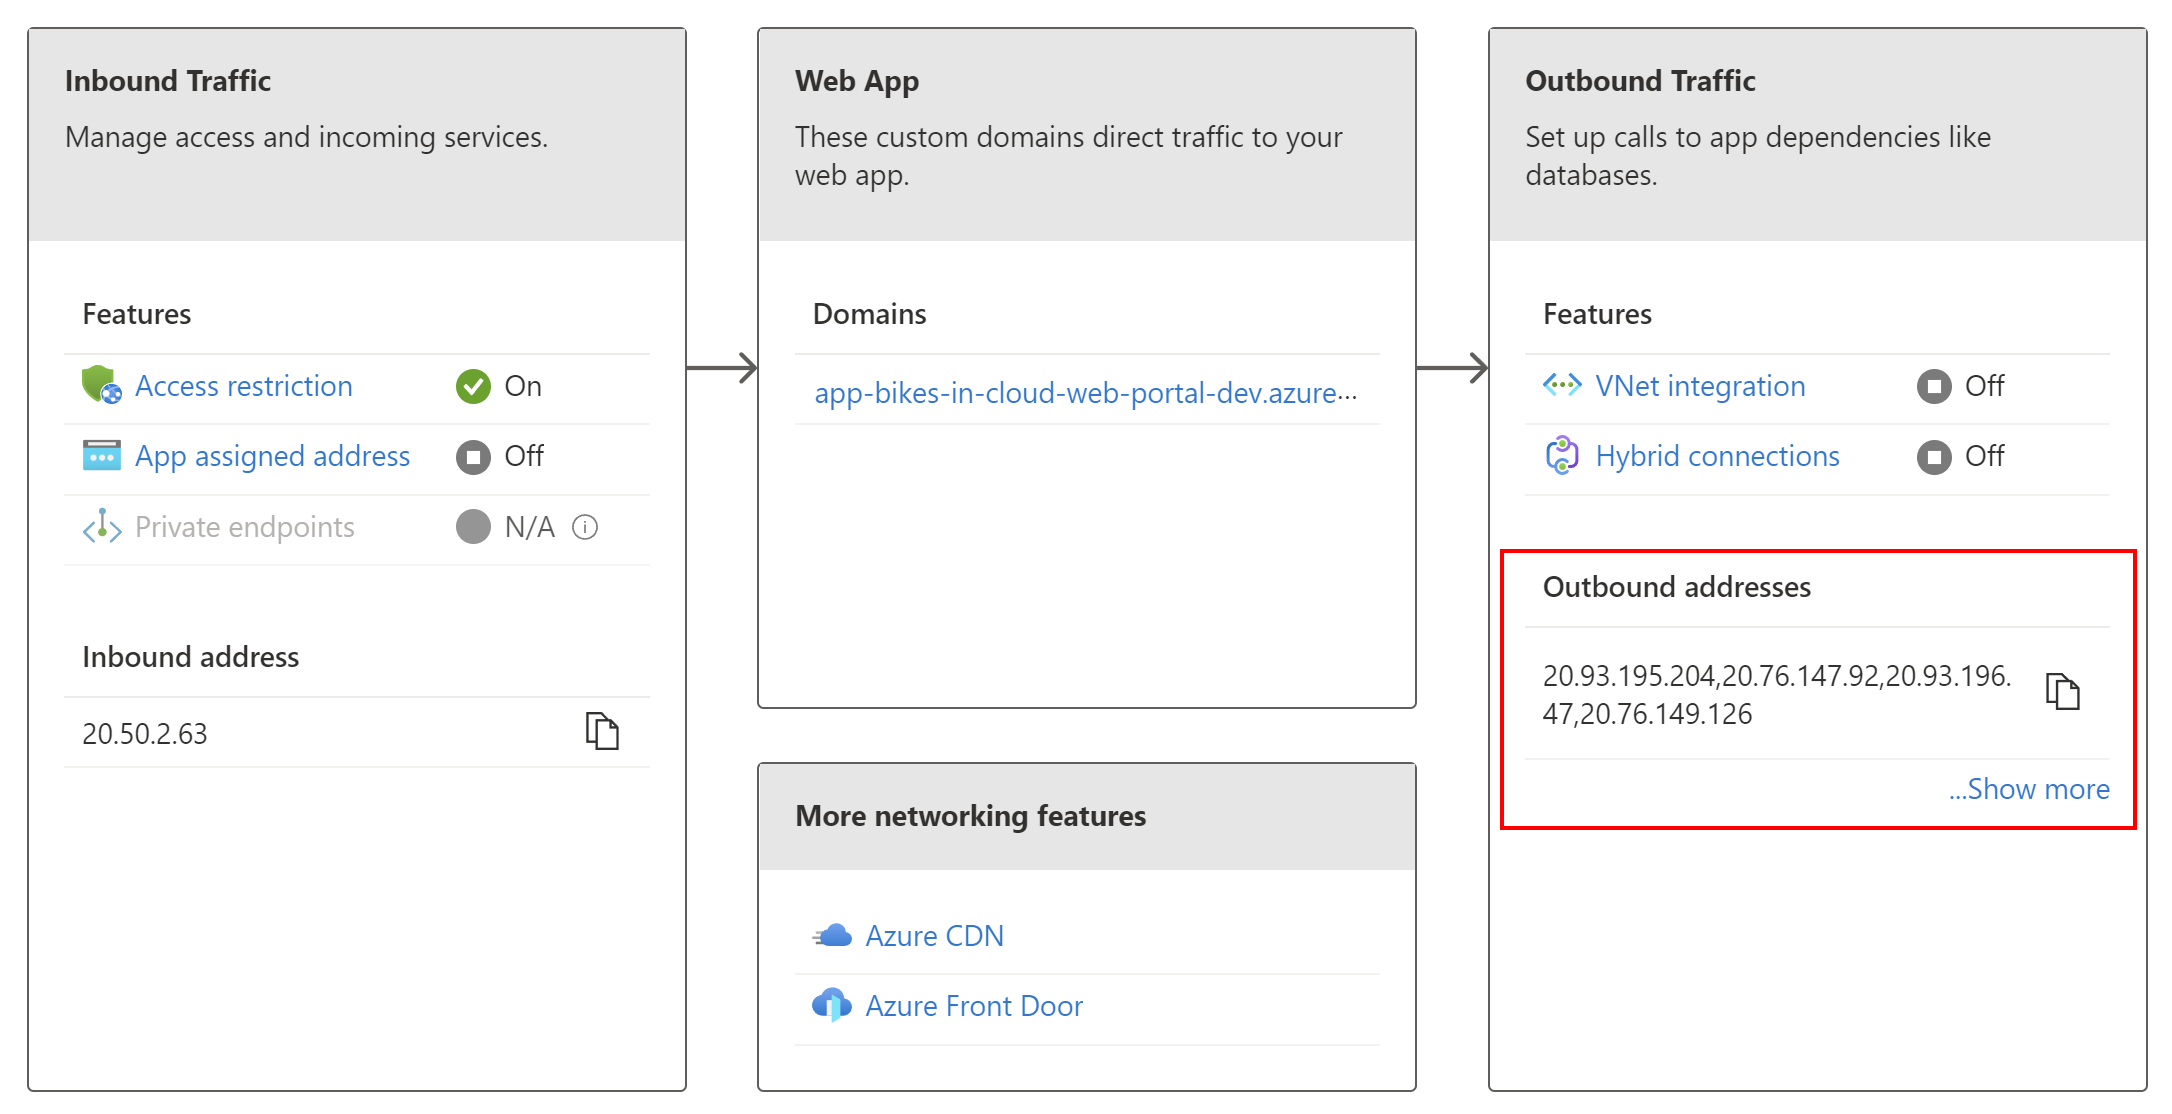 Inbound Traffic
Manage access and incoming services.
Features
Access restriction On
App assigned address Off
Private endpoints N/A
Inbound address
20.50.2.63
Web App
These custom domains direct traffic to your
web app.
Domains
app-bikes-in-cloud-web-portal-dev.azure...
More networking features
Azure CDN
Azure Front Door
Outbound Traffic
Set up calls to app dependencies like
databases.
Features
VNet integration Off
Hybrid connections Off
Outbound addresses
20.93.195.204,20.76.147.92,20.93.196.
47,20.76.149.126
...Show more